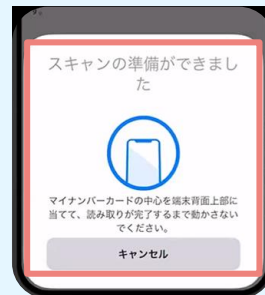 スキャンの準備ができまし
た
マイナンバーカードの中心を端末背面上部に
当てて、読み取りが完了するまで動かさない
でください。
キャンセル